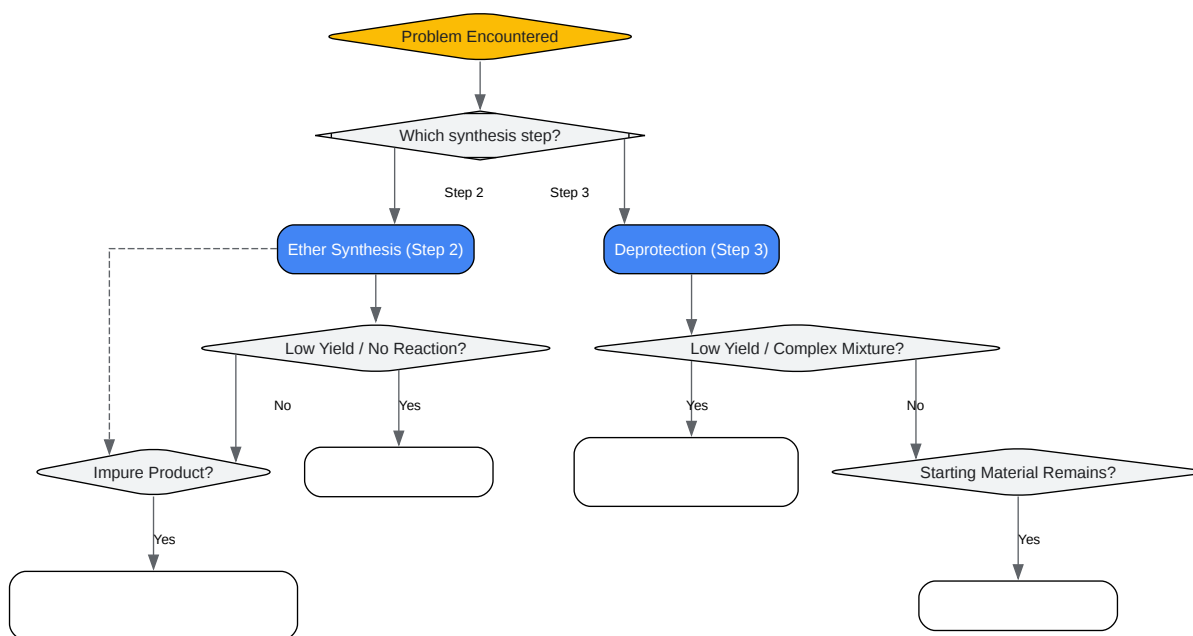 Problem Encountered
Which synthesis step?
Step 2
Step 3
Ether Synthesis (Step 2)
Deprotection (Step 3)
Low Yield / No Reaction?
Low Yield / Complex Mixture?
No
Yes
Yes
No
Impure Product?
Starting Material Remains?
Yes
Yes